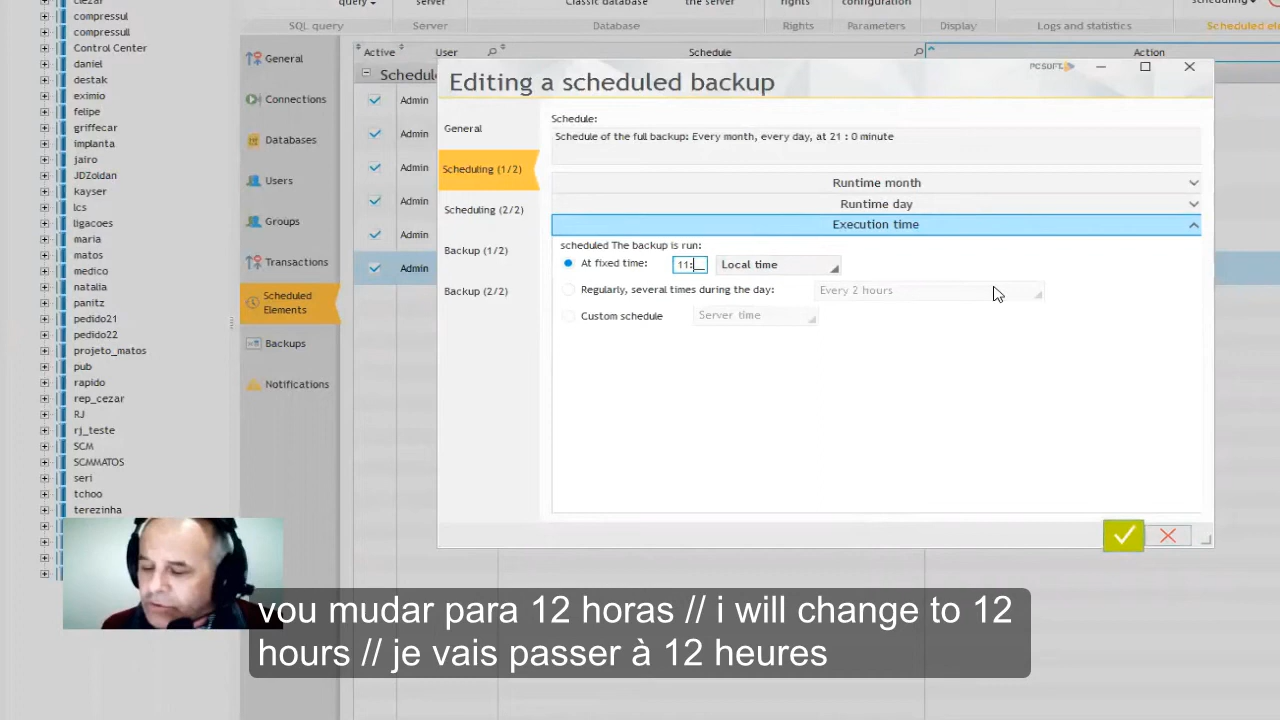 query
server
Classic database
the server
rights
configuration
SQL query
Server
Database
Rights
Parameters
Display
Logs and statistics
compressul
compressull
Control Center
daniel
destak
eximio
felipe
griffecar
implanta
jairo
JDZoldan
kayser
lcs
ligacoes
maria
matos
medico
natalia
panitz
pedido21
pedido22
projeto_matos
pub
rapido
rep_cezar
RJ
rj_teste
SCM
SCMMATOS
seri
tchoo
terezinha
General
Connections
Databases
Users
Groups
Transactions
Scheduled
Elements
Backups
Notifications
Active
User
Schedule
Action
Admin
Admin
Admin
Admin
Admin
Admin
Editing a scheduled backup
PCSOFT
General
Scheduling (1/2)
Scheduling (2/2)
Backup (1/2)
Backup (2/2)
Schedule:
Schedule of the full backup: Every month, every day, at 21 : 0 minute
Runtime month
Runtime day
Execution time
scheduled The backup is run:
At fixed time: 11:__ Local time
Regularly, several times during the day: Every 2 hours
Custom schedule Server time
vou mudar para 12 horas // i will change to 12
hours // je vais passer à 12 heures